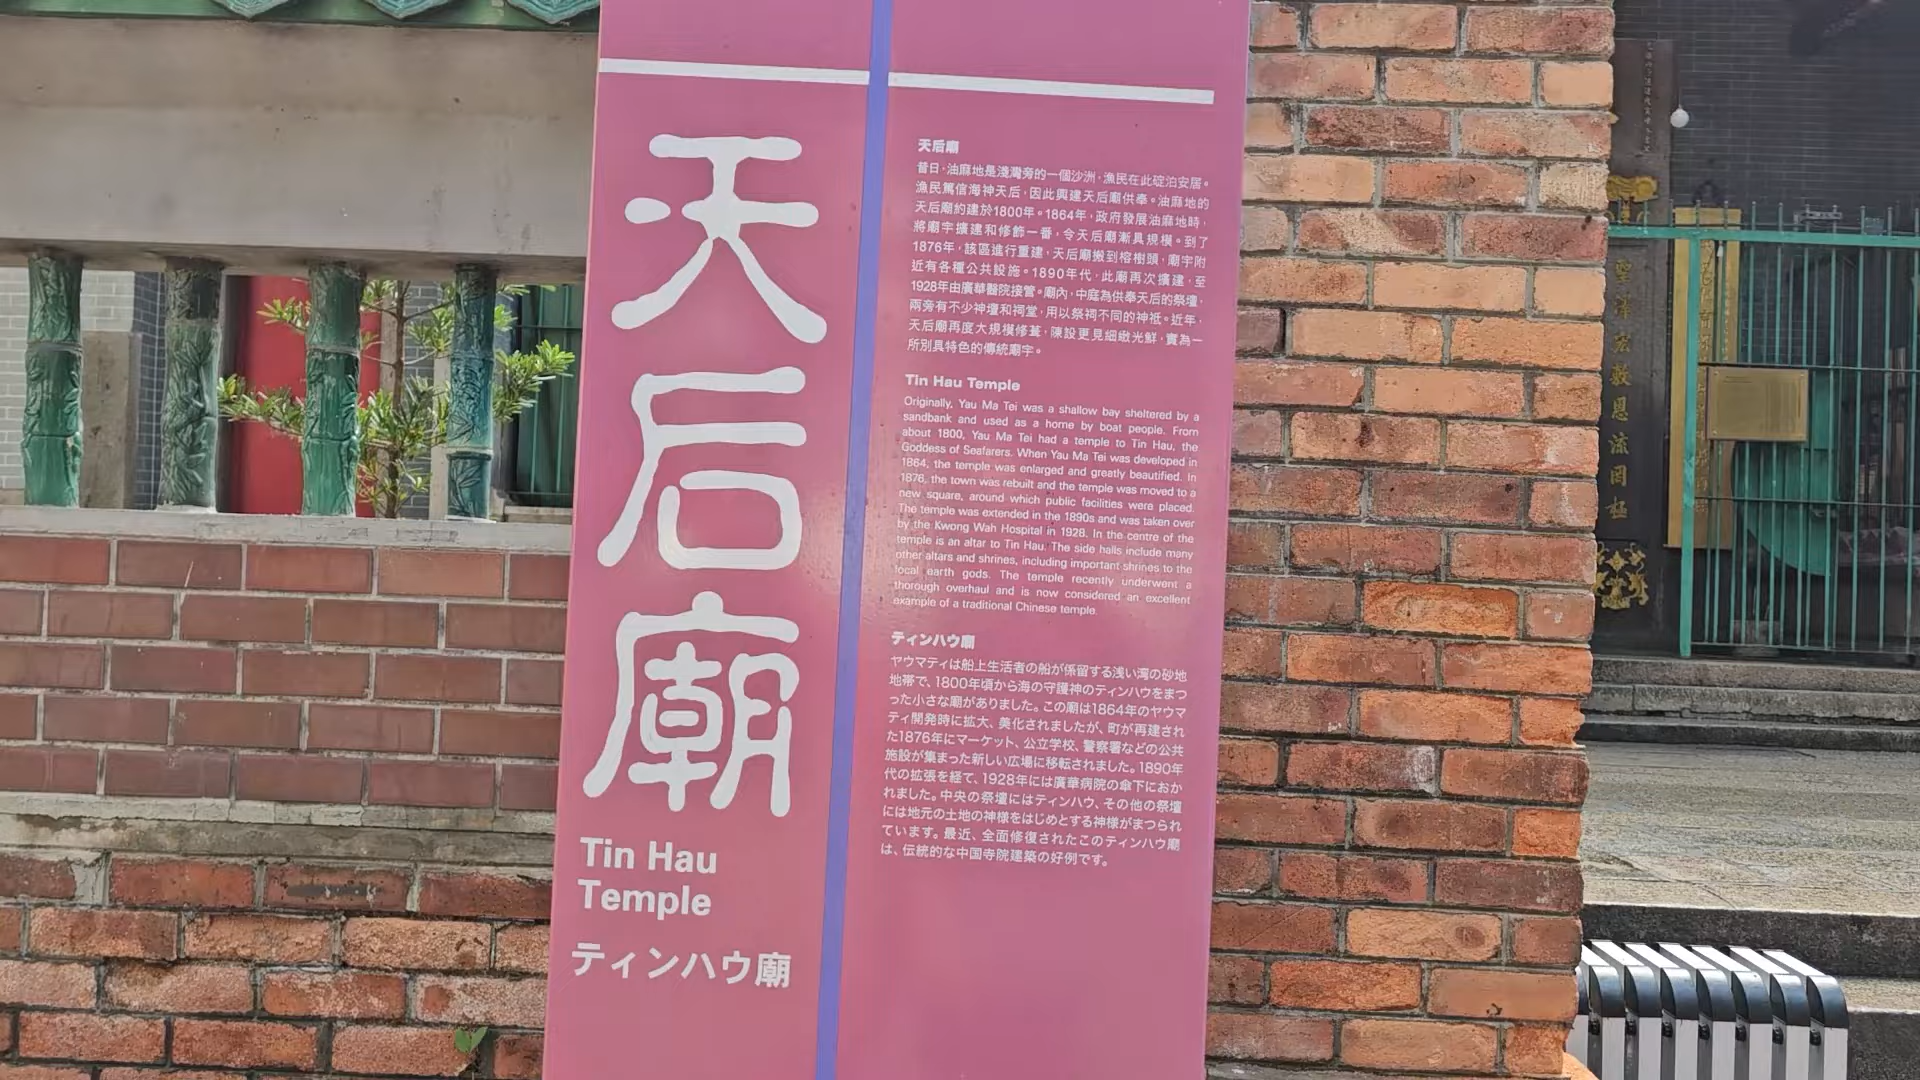 天后廟
Tin Hau
Temple
ティンハウ廟
天后廟
昔日，油麻地是淺灣旁的一個沙洲，漁民在此碇泊安居。
漁民篤信海神天后，因此興建天后廟供奉。油麻地的
天后廟約建於1800年。1864年，政府發展油麻地時，
將廟宇擴建和修飾一番，令天后廟漸具規模。到了
1876年，該區進行重建，天后廟搬到榕樹頭，廟宇附
近有各種公共設施。1890年代，此廟再次擴建，至
1928年由廣華醫院接管。廟內，中庭為供奉天后的祭壇，
兩旁有不少神壇和祠堂，用以祭祠不同的神祗。近年，
天后廟再度大規模修葺，陳設更見細緻光鮮，實為一
所別具特色的傳統廟宇。
Tin Hau Temple
Originally, Yau Ma Tei was a shallow bay sheltered by a
sandbank and used as a home by boat people. From
about 1800, Yau Ma Tei had a temple to Tin Hau, the
Goddess of Seafarers. When Yau Ma Tei was developed in
1864, the temple was enlarged and greatly beautified. In
1876, the town was rebuilt and the temple was moved to a
new square, around which public facilities were placed.
The temple was extended in the 1890s and was taken over
by the Kwong Wah Hospital in 1928. In the centre of the
temple is an altar to Tin Hau. The side halls include many
other altars and shrines, including important shrines to the
local earth gods. The temple recently underwent a
thorough overhaul and is now considered an excellent
example of a traditional Chinese temple.
ティンハウ廟
ヤウマティは船上生活者の船が係留する浅い湾の砂地
地帯で、1800年頃から海の守護神のティンハウをまつ
った小さな廟がありました。この廟は1864年のヤウマ
ティ開発時に拡大、美化されましたが、町が再建され
た1876年にマーケット、公立学校、警察署などの公共
施設が集まった新しい広場に移転されました。1890年
代の拡張を経て、1928年には廣華病院の傘下におか
れました。中央の祭壇にはティンハウ、その他の祭壇
には地元の土地の神様をはじめとする神様がまつられ
ています。最近、全面修復されたこのティンハウ廟
は、伝統的な中国寺院建築の好例です。
恩流罔極